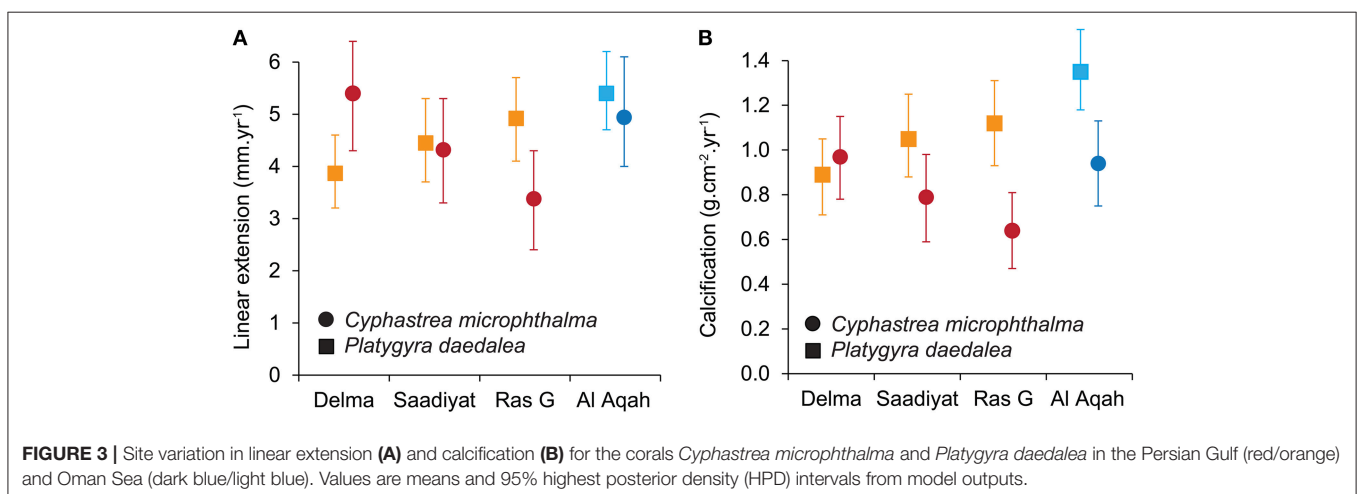 A
Linear extension (mm.yr-1)
6
5
4
3
2
1
0
Cyphastrea microphthalma
Platygyra daedalea
Delma Saadiyat Ras G Al Aqah
B
Calcification (g.cm-2.yr-1)
1.4
1.2
1.0
0.8
0.6
0.4
0.2
0.0
Cyphastrea microphthalma
Platygyra daedalea
Delma Saadiyat Ras G Al Aqah
FIGURE 3 | Site variation in linear extension (A) and calcification (B) for the corals Cyphastrea microphthalma and Platygyra daedalea in the Persian Gulf (red/orange)
and Oman Sea (dark blue/light blue). Values are means and 95% highest posterior density (HPD) intervals from model outputs.